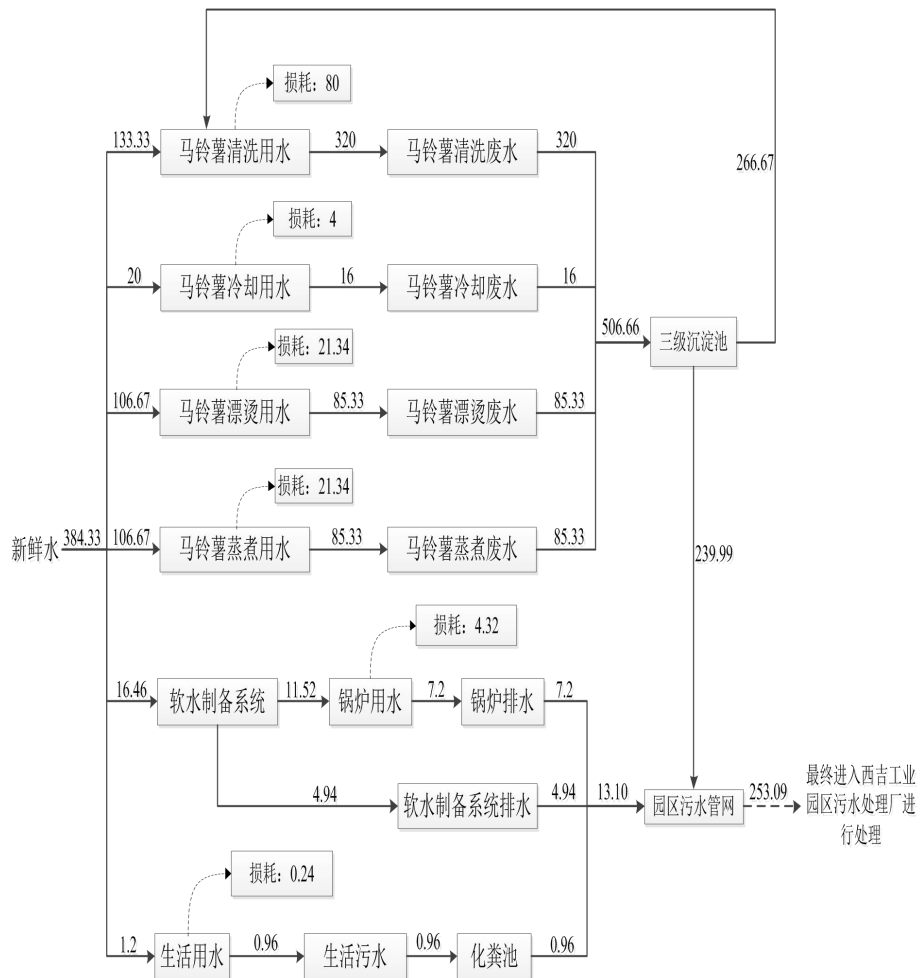 损耗：80
133.33
马铃薯清洗用水
320
马铃薯清洗废水
320
266.67
损耗：4
20
马铃薯冷却用水
16
马铃薯冷却废水
16
506.66
三级沉淀池
损耗：21.34
106.67
马铃薯漂烫用水
85.33
马铃薯漂烫废水
85.33
损耗：21.34
新鲜水
384.33
106.67
马铃薯蒸煮用水
85.33
马铃薯蒸煮废水
85.33
239.99
损耗：4.32
16.46
软水制备系统
11.52
锅炉用水
7.2
锅炉排水
7.2
4.94
软水制备系统排水
4.94
13.10
园区污水管网
253.09
最终进入西吉工业
园区污水处理厂进
行处理
损耗：0.24
1.2
生活用水
0.96
生活污水
0.96
化粪池
0.96